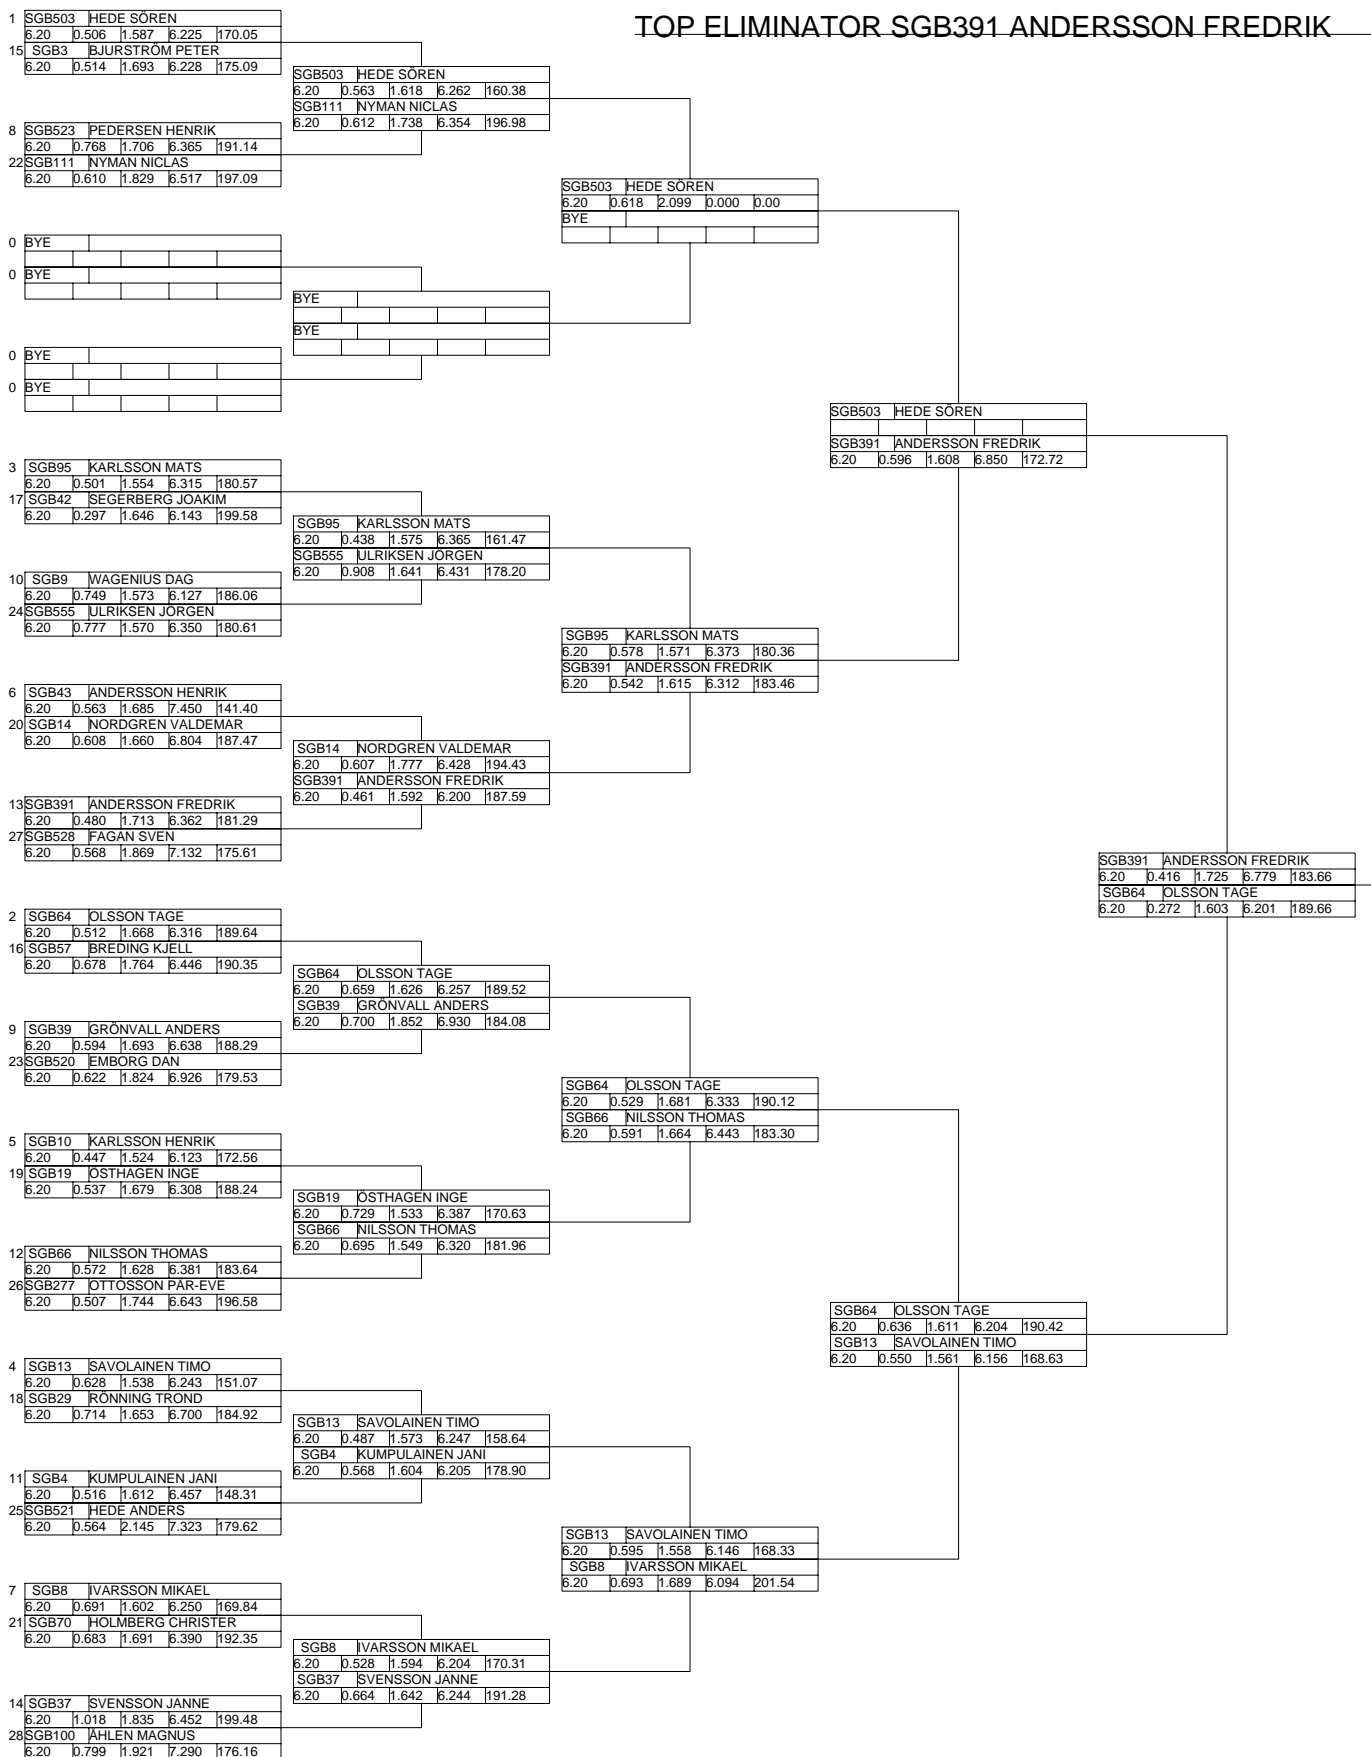 TOP ELIMINATOR SGB391 ANDERSSON FREDRIK
1 SGB503 HEDE SÖREN
6.20 0.506 1.587 6.225 170.05
15 SGB3 BJURSTRÖM PETER
6.20 0.514 1.693 6.228 175.09
8 SGB523 PEDERSEN HENRIK
6.20 0.768 1.706 6.365 191.14
22 SGB111 NYMAN NICLAS
6.20 0.610 1.829 6.517 197.09
0 BYE
0 BYE
0 BYE
0 BYE
3 SGB95 KARLSSON MATS
6.20 0.501 1.554 6.315 180.57
17 SGB42 SEGERBERG JOAKIM
6.20 0.297 1.646 6.143 199.58
10 SGB9 WAGENIUS DAG
6.20 0.749 1.573 6.127 186.06
24 SGB555 ULRIKSEN JÖRGEN
6.20 0.777 1.570 6.350 180.61
6 SGB43 ANDERSSON HENRIK
6.20 0.563 1.685 7.450 141.40
20 SGB14 NORDGREN VALDEMAR
6.20 0.608 1.660 6.804 187.47
13 SGB391 ANDERSSON FREDRIK
6.20 0.480 1.713 6.362 181.29
27 SGB528 FAGAN SVEN
6.20 0.568 1.869 7.132 175.61
2 SGB64 OLSSON TAGE
6.20 0.512 1.668 6.316 189.64
16 SGB57 BREDING KJELL
6.20 0.678 1.764 6.446 190.35
9 SGB39 GRÖNVALL ANDERS
6.20 0.594 1.693 6.638 188.29
23 SGB520 EMBORG DAN
6.20 0.622 1.824 6.926 179.53
5 SGB10 KARLSSON HENRIK
6.20 0.447 1.524 6.123 172.56
19 SGB19 ÖSTHAGEN INGE
6.20 0.537 1.679 6.308 188.24
12 SGB66 NILSSON THOMAS
6.20 0.572 1.628 6.381 183.64
26 SGB277 OTTOSSON PÄR-EVE
6.20 0.507 1.744 6.643 196.58
4 SGB13 SAVOLAINEN TIMO
6.20 0.628 1.538 6.243 151.07
18 SGB29 RÖNNING TROND
6.20 0.714 1.653 6.700 184.92
11 SGB4 KUMPULAINEN JANI
6.20 0.516 1.612 6.457 148.31
25 SGB521 HEDE ANDERS
6.20 0.564 2.145 7.323 179.62
7 SGB8 IVARSSON MIKAEL
6.20 0.691 1.602 6.250 169.84
21 SGB70 HOLMBERG CHRISTER
6.20 0.683 1.691 6.390 192.35
14 SGB37 SVENSSON JANNE
6.20 1.018 1.835 6.452 199.48
28 SGB100 ÅHLEN MAGNUS
6.20 0.799 1.921 7.290 176.16
SGB503 HEDE SÖREN
6.20 0.563 1.618 6.262 160.38
SGB111 NYMAN NICLAS
6.20 0.612 1.738 6.354 196.98
BYE
BYE
SGB95 KARLSSON MATS
6.20 0.438 1.575 6.365 161.47
SGB555 ULRIKSEN JÖRGEN
6.20 0.908 1.641 6.431 178.20
SGB14 NORDGREN VALDEMAR
6.20 0.607 1.777 6.428 194.43
SGB391 ANDERSSON FREDRIK
6.20 0.461 1.592 6.200 187.59
SGB64 OLSSON TAGE
6.20 0.659 1.626 6.257 189.52
SGB39 GRÖNVALL ANDERS
6.20 0.700 1.852 6.930 184.08
SGB19 ÖSTHAGEN INGE
6.20 0.729 1.533 6.387 170.63
SGB66 NILSSON THOMAS
6.20 0.695 1.549 6.320 181.96
SGB13 SAVOLAINEN TIMO
6.20 0.487 1.573 6.247 158.64
SGB4 KUMPULAINEN JANI
6.20 0.568 1.604 6.205 178.90
SGB8 IVARSSON MIKAEL
6.20 0.528 1.594 6.204 170.31
SGB37 SVENSSON JANNE
6.20 0.664 1.642 6.244 191.28
SGB503 HEDE SÖREN
6.20 0.618 2.099 0.000 0.00
BYE
SGB95 KARLSSON MATS
6.20 0.578 1.571 6.373 180.36
SGB391 ANDERSSON FREDRIK
6.20 0.542 1.615 6.312 183.46
SGB64 OLSSON TAGE
6.20 0.529 1.681 6.333 190.12
SGB66 NILSSON THOMAS
6.20 0.591 1.664 6.443 183.30
SGB13 SAVOLAINEN TIMO
6.20 0.595 1.558 6.146 168.33
SGB8 IVARSSON MIKAEL
6.20 0.693 1.689 6.094 201.54
SGB503 HEDE SÖREN
SGB391 ANDERSSON FREDRIK
6.20 0.596 1.608 6.850 172.72
SGB64 OLSSON TAGE
6.20 0.636 1.611 6.204 190.42
SGB13 SAVOLAINEN TIMO
6.20 0.550 1.561 6.156 168.63
SGB391 ANDERSSON FREDRIK
6.20 0.416 1.725 6.779 183.66
SGB64 OLSSON TAGE
6.20 0.272 1.603 6.201 189.66